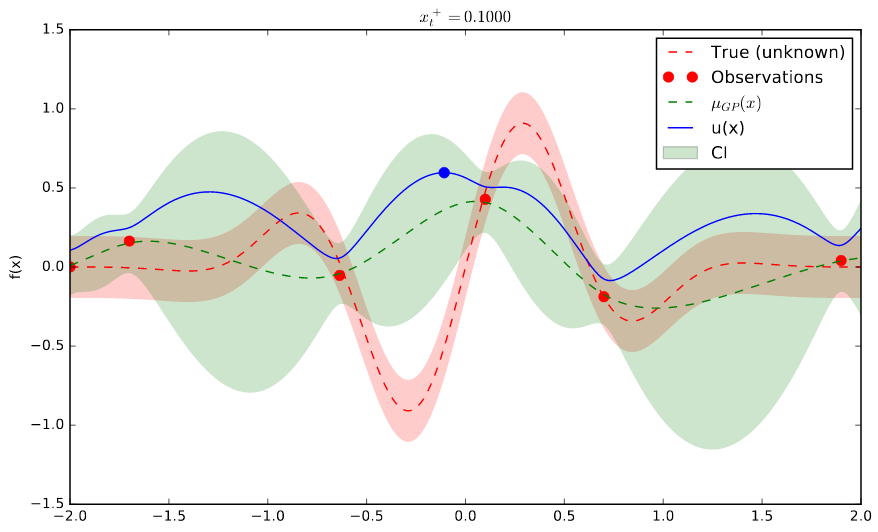 x_t^+ = 0.1000
1.5
1.0
0.5
0.0
−0.5
−1.0
−1.5
f(x)
−2.0 −1.5 −1.0 −0.5 0.0 0.5 1.0 1.5 2.0
True (unknown)
Observations
μ_GP(x)
u(x)
CI